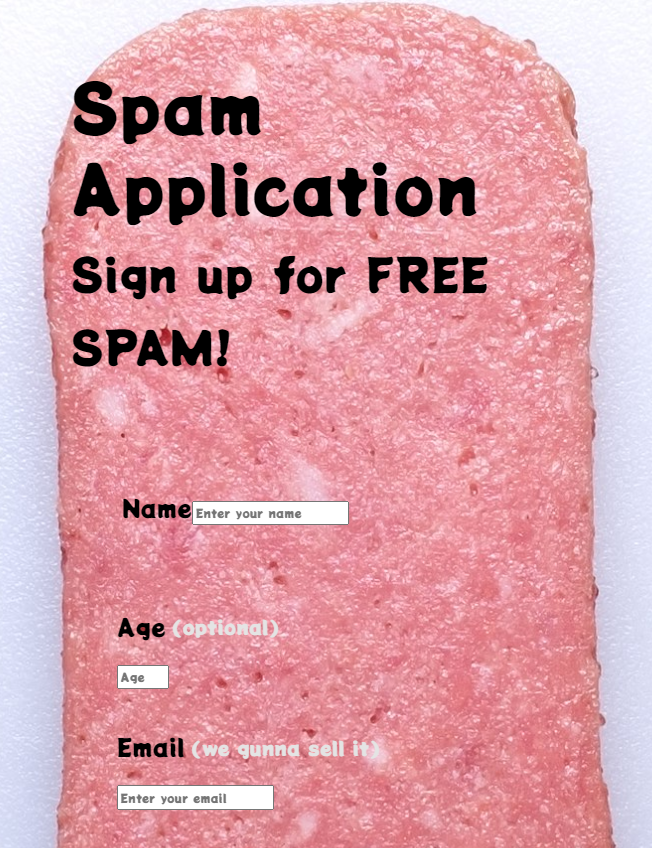 Spam
Application
Sign up for FREE
SPAM!
Name Enter your name
Age (optional)
Age
Email (we gunna sell it)
Enter your email